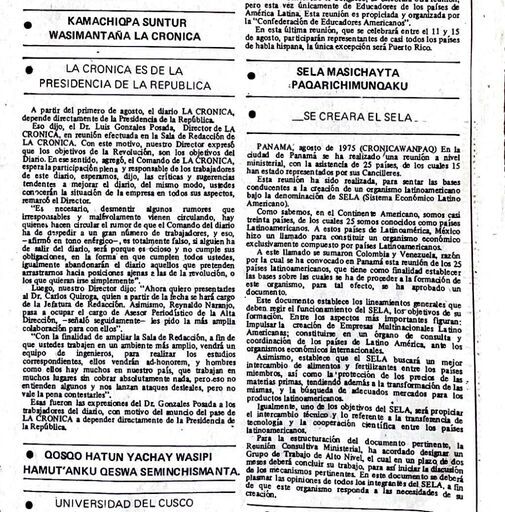 KAMACHIQPA SUNTUR
WASIMANTAÑA LA CRONICA
LA CRONICA ES DE LA
PRESIDENCIA DE LA REPUBLICA
A partir del primero de agosto, el diario LA CRONICA,
depende directamente de la Presidencia de la República.
Eso dijo, el Dr. Luis Gonzales Posada, Director de LA
CRONICA, en reunión efectuada en la Sala de Redacción de
LA CRONICA. Con este motivo, nuestro Director expresó
que los objetivos de la Revolución, son los objetivos del
Diario. En ese sentido, agregó, el Comando de LA CRONICA,
espera la participación plena y responsable de los trabajadores
de este diario, esperamos, dijo, las críticas y sugerencias
tendentes a mejorar el diario, del mismo modo, ustedes
conocerán la situación de la empresa en todos sus aspectos,
remarcó el Director.
"Es necesario, desmentir algunos rumores que
irresponsables y malévolamente vienen circulando, hay
quienes hacen circular el rumor de que el Comando del diario
ha de despedir a un gran número de trabajadores, y eso,
–afirmó en tono enérgico–, es totalmente falso, si alguien ha
de salir del diario, será porque es ocioso y no cumple sus
obligaciones, en la forma en que cumplen todos ustedes,
igualmente abandonarán el diario aquellos que pretenden
arrastrarnos hacia posiciones ajenas a las de la revolución, o
los que quieran irse simplemente".
Luego, nuestro Director dijo: "Ahora quiero presentarles
al Dr. Carlos Quiroga, quien a partir de la fecha se hará cargo
de la Jefatura de Redacción. Asimismo, Reynaldo Naranjo,
pasa a ocupar el cargo de Asesor Periodístico de la Alta
Dirección, –señaló seguidamente– les pido la más amplia
colaboración para con ellos".
"Con la finalidad de ampliar la Sala de Redacción, a fin de
que ustedes trabajen en un ambiente más amplio, vendrá un
equipo de ingenieros, para realizar los estudios
correspondientes, ellos vendrán ad-honorem, y hombres
como ellos hay muchos en nuestro país, que trabajan en
muchos lugares sin cobrar absolutamente nada, pero eso no
entienden algunos y nos lanzan ataques desleales, pero no
vale la pena contestarles".
Esas fueron las expresiones del Dr. Gonzales Posada a los
trabajadores del diario, con motivo del anuncio del pase de
LA CRONICA a depender directamente de la Presidencia de
la República.
QOSQO HATUN YACHAY WASIPI
HAMUT'ANKU QESWA SEMINCHISMANTA.
UNIVERSIDAD DEL CUSCO
pero esta vez únicamente de Educadores de los países de
América Latina. Esta reunión es propiciada y organizada por
la "Confederación de Educadores Americanos".
En esta última reunión, que se celebrará entre el 11 y 15
de agosto, participarán representantes de casi todos los países
de habla hispana, la única excepción será Puerto Rico.
SELA MASICHAYTA
PAQARICHIMUNQAKU
SE CREARA EL SELA
PANAMA, agosto de 1975 (CRONICAWANPAQ) En la
ciudad de Panamá se ha realizado una reunión a nivel
ministerial, con la asistencia de 25 países, de los cuales 15
han estado representados por sus Cancilleres.
Esta reunión ha sido realizada, para sentar las bases
conducentes a la creación de un organismo latinoamericano
bajo la denominación de SELA (Sistema Económico Latino
Americano).
Como sabemos, en el Continente Americano, somos casi
treinta países, de los cuales 25 somos conocidos como países
Latinoamericanos. A estos países de Latinoamérica, México
hizo un llamado para constituir un organismo económico
exclusivamente compuesto por países Latinoamericanos.
A este llamado se sumaron Colombia y Venezuela, razón
por la cual se ha convocado en Panamá esta reunión de los 25
países latinoamericanos, que tiene como finalidad establecer
las bases sobre las cuales se ha de proceder a la formación de
este organismo, para tal efecto, se ha aprobado un
documento.
Este documento establece los lineamientos generales que
deben regir el funcionamiento del SELA, los objetivos de su
formación. Entre los aspectos más importantes figuran:
Impulsar la creación de Empresas Multinacionales Latino
Americanas; constituirse en un órgano de consulta y
coordinación de los países de Latino América, ante los
organismos económicos internacionales.
Asimismo, establece que el SELA buscará un mejor
intercambio de alimentos y fertilizantes entre los países
miembros, así como la protección de los precios de las
materias primas, tendiendo además a la transformación de las
mismas, y la búsqueda de adecuados mercados para los
productos latinoamericanos.
Igualmente, uno de los objetivos del SELA, será propiciar
el intercambio técnico y lo referente a la transferencia de
tecnología y la cooperación científica entre los países
latinoamericanos.
Para la estructuración del documento pertinente, la
Reunión Consultiva Ministerial, ha acordado designar un
Grupo de Trabajo de Alto Nivel, el cual en un plazo de dos
meses deberá concluir su trabajo, para así iniciar la discusión
de los mecanismos pertinentes. En este documento se deberá
plasmar las opiniones de todos los integrantes del SELA, a fin
de que este organismo responda a las necesidades de su
creación.